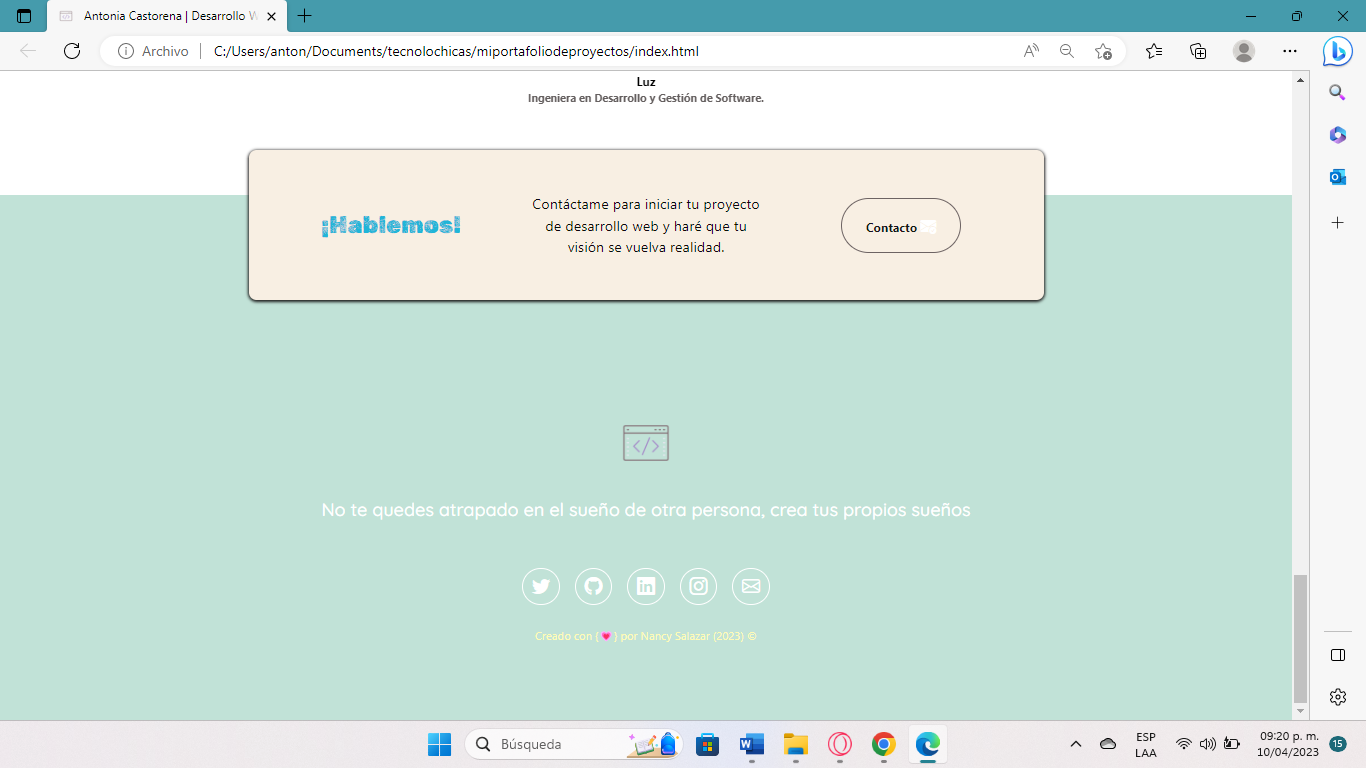 Antonia Castorena | Desarrollo W
Archivo
C:/Users/anton/Documents/tecnolochicas/miportafoliodeproyectos/index.html
Luz
Ingeniera en Desarrollo y Gestión de Software.
¡Hablemos!
Contáctame para iniciar tu proyecto
de desarrollo web y haré que tu
visión se vuelva realidad.
Contacto
No te quedes atrapado en el sueño de otra persona, crea tus propios sueños
Creado con ( 💗 ) por Nancy Salazar (2023) ©
Búsqueda
ESP
LAA
09:20 p. m.
10/04/2023
15